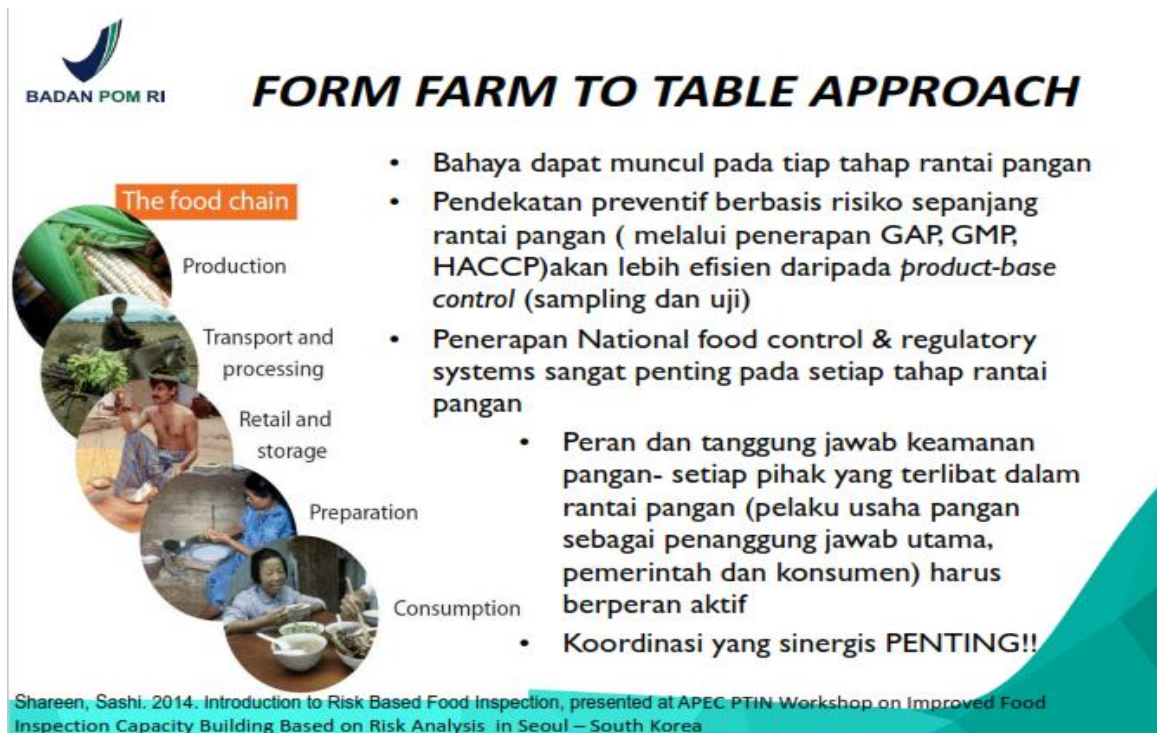 BADAN POM RI
FORM FARM TO TABLE APPROACH
The food chain
Production
Transport and
processing
Retail and
storage
Preparation
Consumption
• Bahaya dapat muncul pada tiap tahap rantai pangan
• Pendekatan preventif berbasis risiko sepanjang
rantai pangan ( melalui penerapan GAP, GMP,
HACCP)akan lebih efisien daripada product-base
control (sampling dan uji)
• Penerapan National food control & regulatory
systems sangat penting pada setiap tahap rantai
pangan
• Peran dan tanggung jawab keamanan
pangan- setiap pihak yang terlibat dalam
rantai pangan (pelaku usaha pangan
sebagai penanggung jawab utama,
pemerintah dan konsumen) harus
berperan aktif
• Koordinasi yang sinergis PENTING!!
Shareen, Sashi. 2014. Introduction to Risk Based Food Inspection, presented at APEC PTIN Workshop on Improved Food
Inspection Capacity Building Based on Risk Analysis in Seoul – South Korea